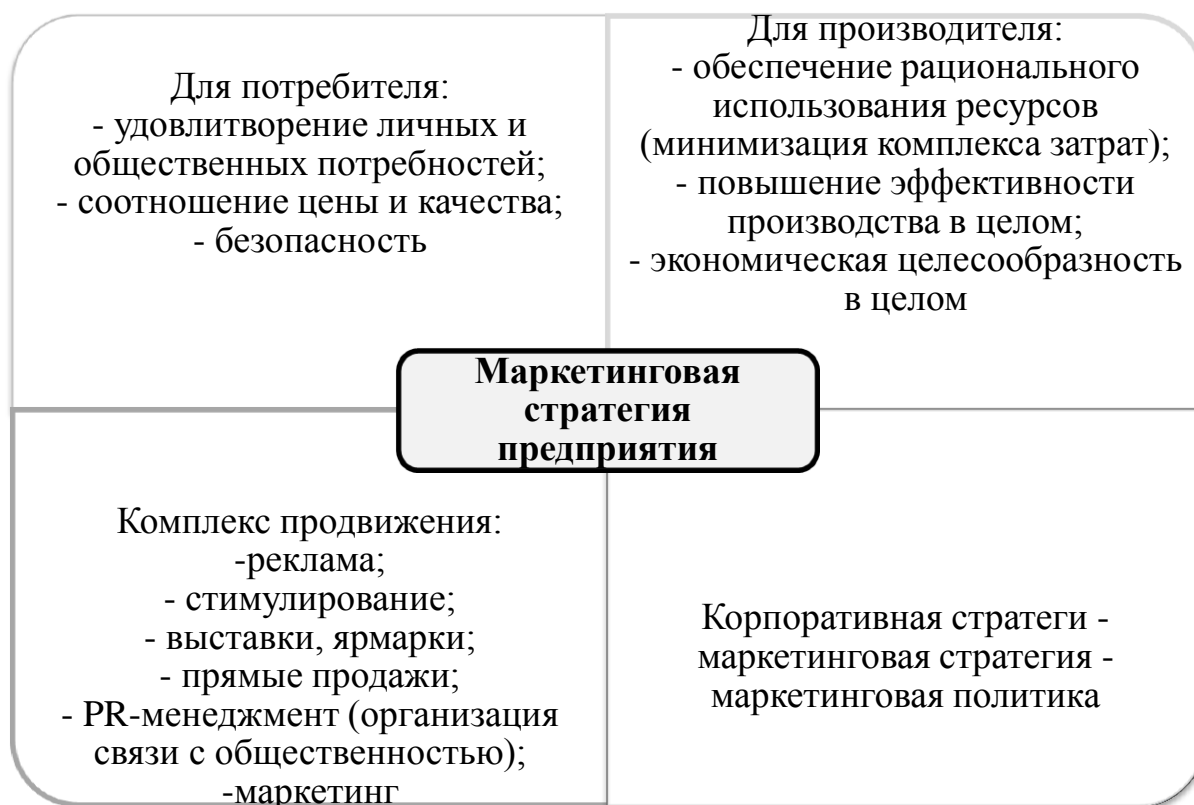 Для потребителя:
- удовлитворение личных и
общественных потребностей;
- соотношение цены и качества;
- безопасность
Для производителя:
- обеспечение рационального
использования ресурсов
(минимизация комплекса затрат);
- повышение эффективности
производства в целом;
- экономическая целесообразность
в целом
Маркетинговая
стратегия
предприятия
Комплекс продвижения:
-реклама;
- стимулирование;
- выставки, ярмарки;
- прямые продажи;
- PR-менеджмент (организация
связи с общественностью);
-маркетинг
Корпоративная стратеги -
маркетинговая стратегия -
маркетинговая политика